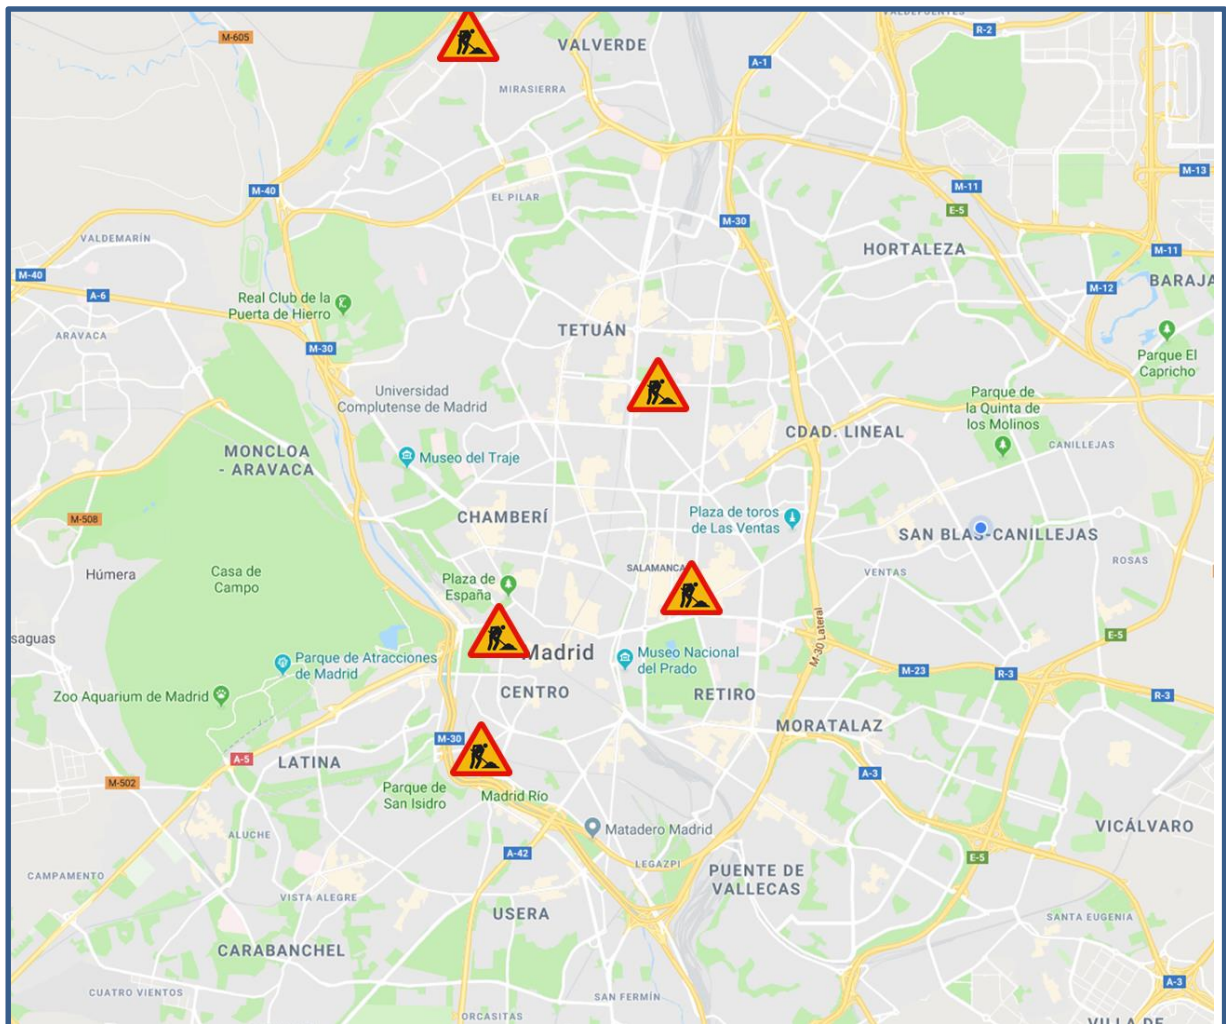 VALDEFUENTES
M-605
R-2
VALVERDE
A-1
MIRASIERRA
M-13
M-40
M-11
EL PILAR
E-5
M-30
VALDEMARÍN
HORTALEZA
M-11
M-40
BARAJA
A-6
M-12
Real Club de la
Puerta de Hierro
TETUÁN
ARAVACA
M-30
Parque El
Capricho
Universidad
Complutense de Madrid
Parque de
la Quinta de
los Molinos
CDAD. LINEAL
CANILLEJAS
MONCLOA
- ARAVACA
Museo del Traje
M-508
CHAMBERÍ
Plaza de toros
de Las Ventas
SAN BLAS-CANILLEJAS
ROSAS
Húmera
Casa de
Campo
Plaza de
España
SALAMANCA
VENTAS
saguas
M-30 Lateral
E-5
Madrid
Parque de Atracciones
de Madrid
Museo Nacional
del Prado
M-23
R-3
R-3
Zoo Aquarium de Madrid
CENTRO
RETIRO
MORATALAZ
M-30
A-5
LATINA
A-3
M-502
Parque de
San Isidro
Madrid Río
ALUCHE
Matadero Madrid
VICÁLVARO
A-42
LEGAZPI
E-5
PUENTE DE
VALLECAS
CAMPAMENTO
VISTA ALEGRE
USERA
SANTA EUGENIA
CARABANCHEL
A-3
CUATRO VIENTOS
SAN FERMÍN
ORCASITAS
VILLA DE